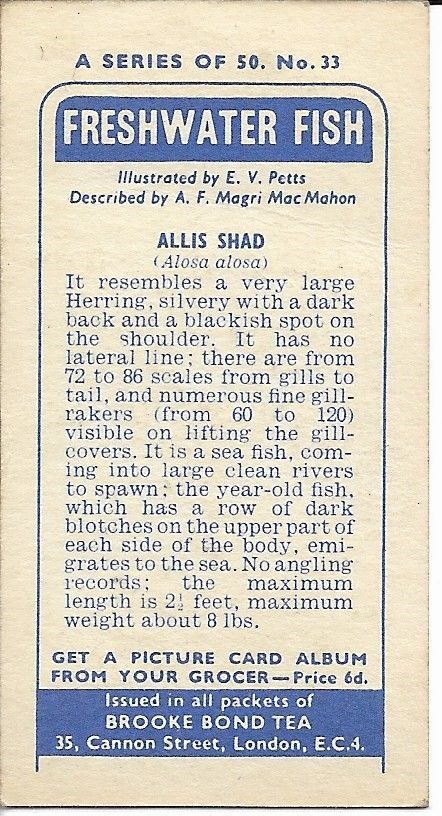 A SERIES OF 50. No. 33
FRESHWATER FISH
Illustrated by E. V. Petts
Described by A. F. Magri MacMahon
ALLIS SHAD
(Alosa alosa)
It resembles a very large
Herring, silvery with a dark
back and a blackish spot on
the shoulder. It has no
lateral line; there are from
72 to 86 scales from gills to
tail, and numerous fine gill-
rakers (from 60 to 120)
visible on lifting the gill-
covers. It is a sea fish, com-
ing into large clean rivers
to spawn; the year-old fish,
which has a row of dark
blotches on the upper part of
each side of the body, emi-
grates to the sea. No angling
records; the maximum
length is 2½ feet, maximum
weight about 8 lbs.
GET A PICTURE CARD ALBUM
FROM YOUR GROCER—Price 6d.
Issued in all packets of
BROOKE BOND TEA
35, Cannon Street, London, E.C.4.